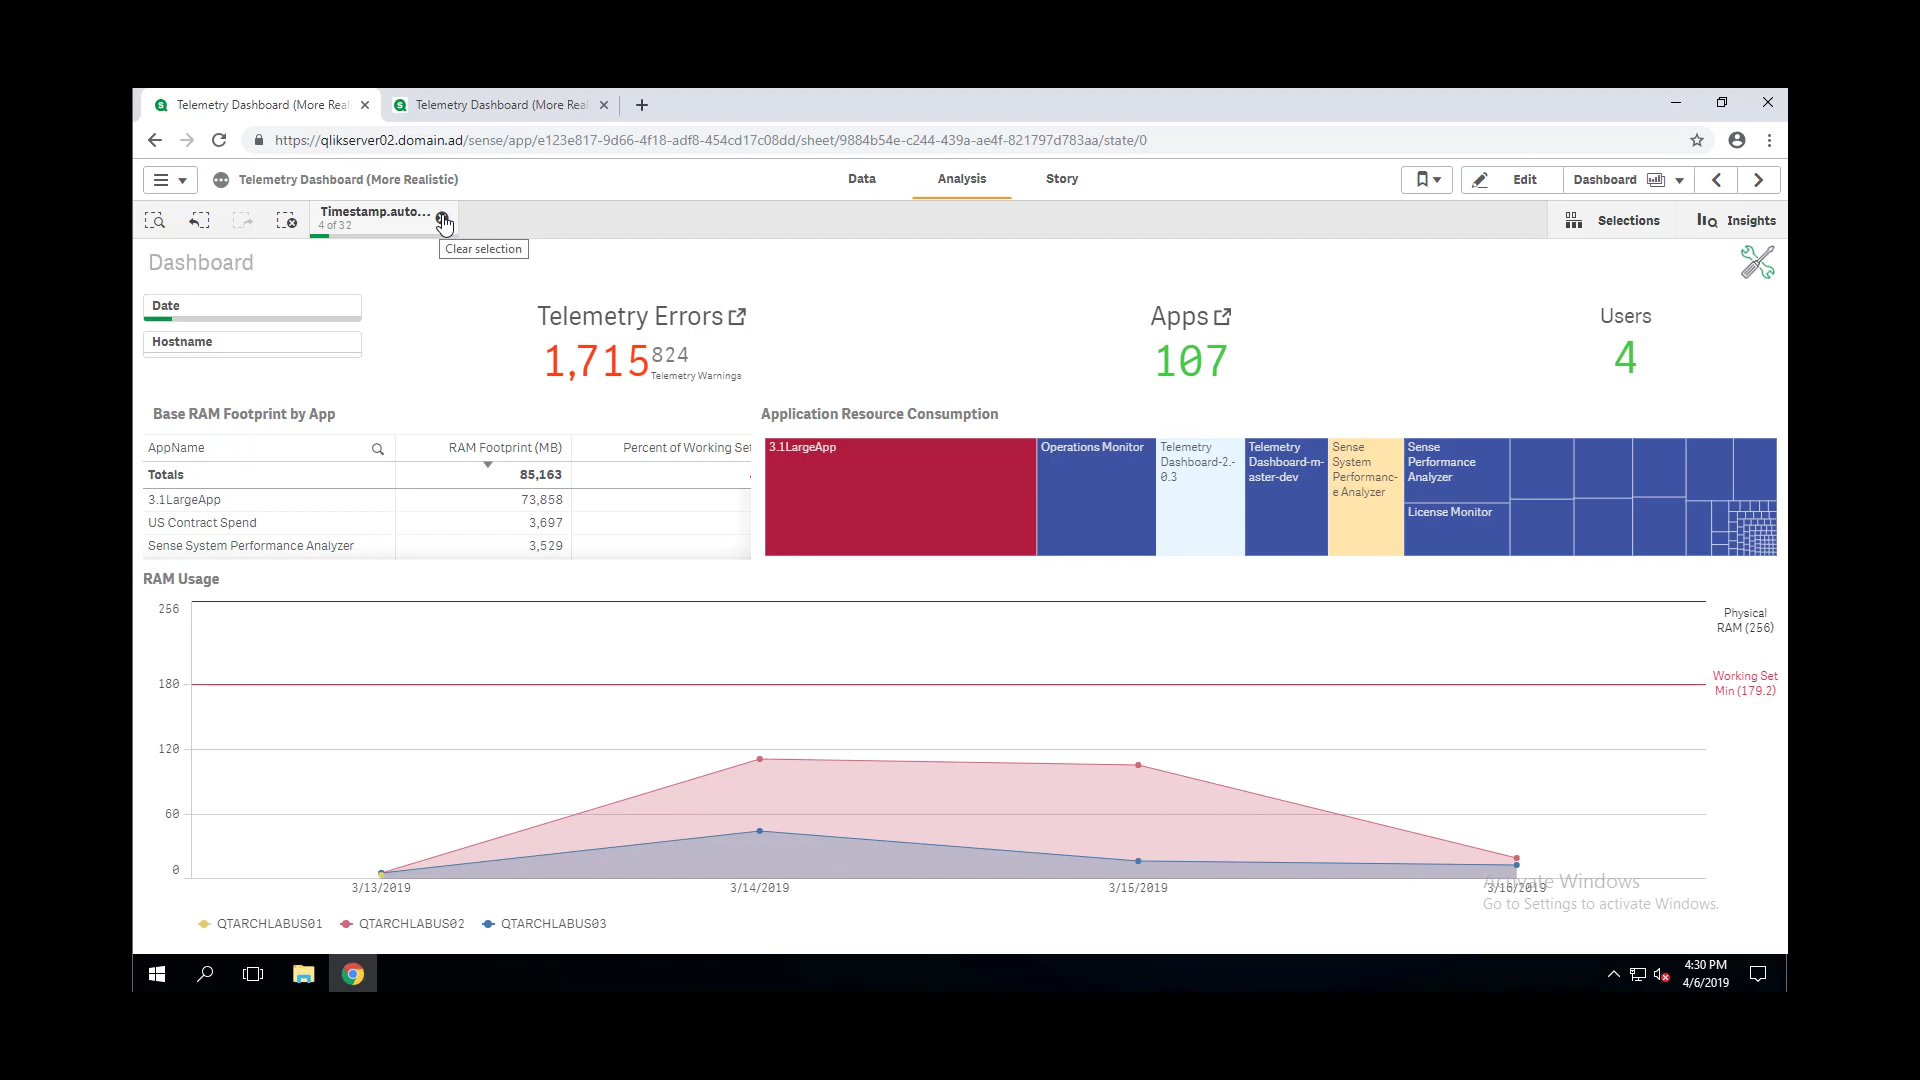 Telemetry Dashboard (More Real
Telemetry Dashboard (More Rea
https://qlikserver02.domain.ad/sense/app/e123e817-9d66-4f18-adf8-454cd17c08dd/sheet/9884b54e-c244-439a-ae4f-821797d783aa/state/0
Telemetry Dashboard (More Realistic)
Data
Analysis
Story
Edit
Dashboard
Timestamp.auto...
4 of 32
Selections
Insights
Clear selection
Dashboard
Date
Hostname
Telemetry Errors
1,715
824
Telemetry Warnings
Apps
107
Users
4
Base RAM Footprint by App
AppName
RAM Footprint (MB)
Percent of Working Set
Totals
85,163
3.1LargeApp
73,858
US Contract Spend
3,697
Sense System Performance Analyzer
3,529
Application Resource Consumption
3.1LargeApp
Operations Monitor
Telemetry
Dashboard-2.-
0.3
Telemetry
Dashboard-m-
aster-dev
Sense
System
Performanc-
e Analyzer
Sense
Performance
Analyzer
License Monitor
RAM Usage
256
180
120
60
0
Physical
RAM (256)
Working Set
Min (179.2)
3/13/2019
3/14/2019
3/15/2019
3/16/2019
Activate Windows
Go to Settings to activate Windows.
QTARCHLABUS01
QTARCHLABUS02
QTARCHLABUS03
4:30 PM
4/6/2019